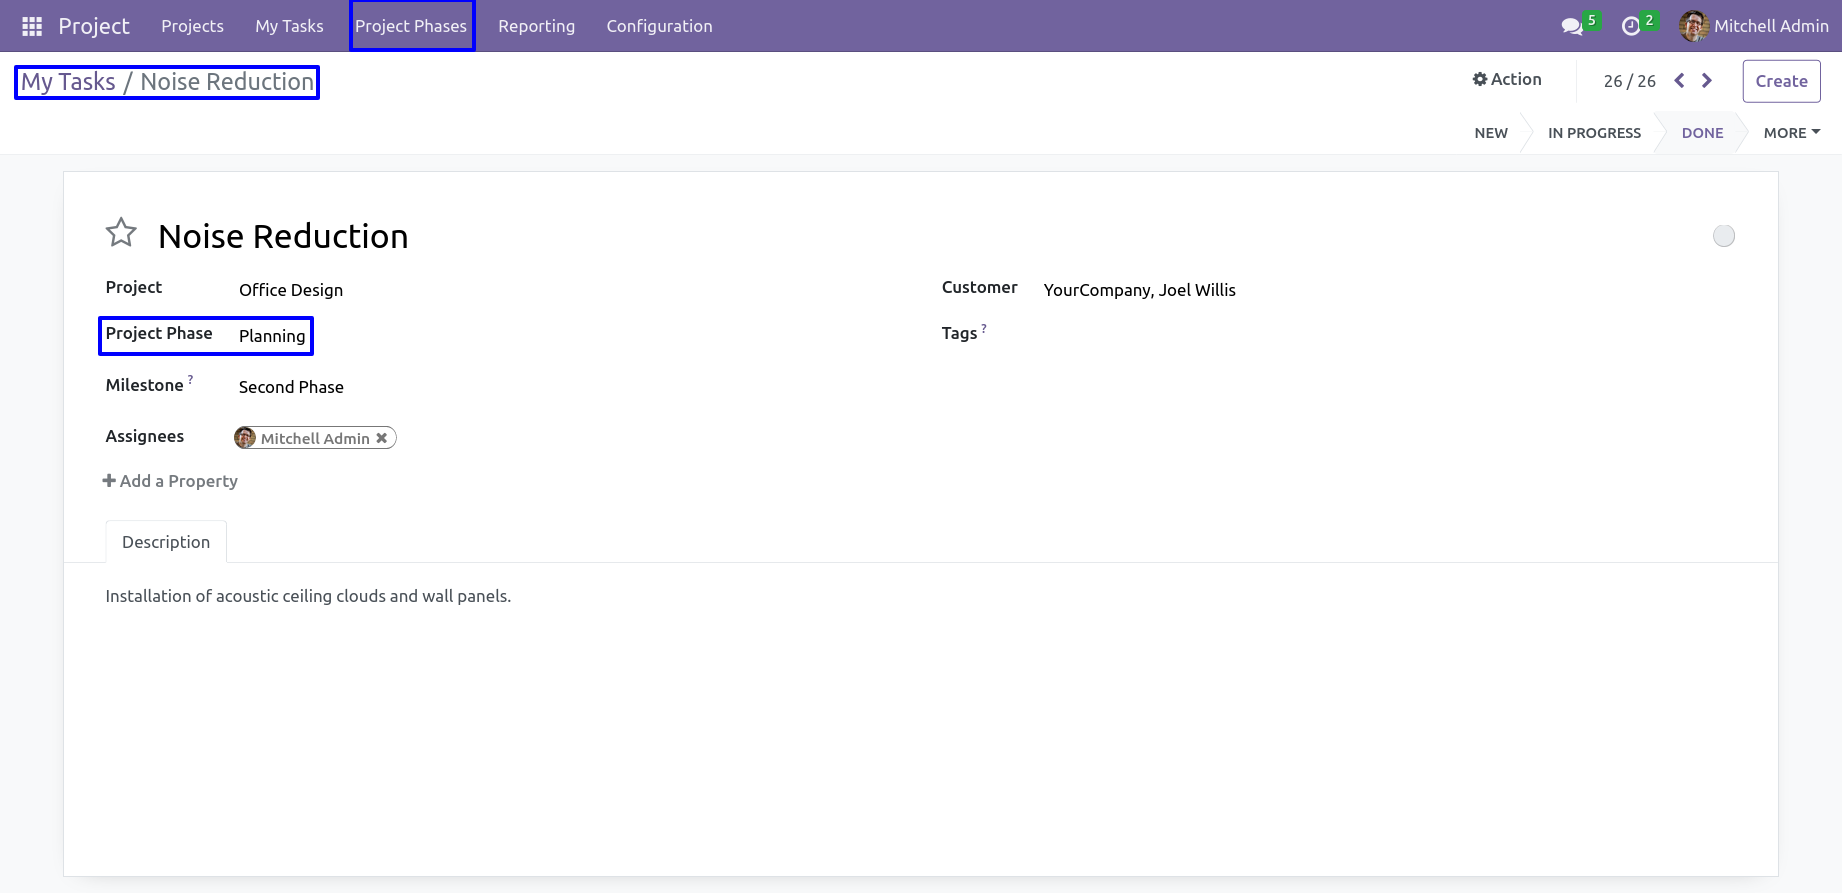 Project Projects My Tasks Project Phases Reporting Configuration 5 2 Mitchell Admin
My Tasks / Noise Reduction Action 26 / 26 Create
NEW IN PROGRESS DONE MORE
Noise Reduction
Project Office Design Customer YourCompany, Joel Willis
Project Phase Planning Tags ?
Milestone ? Second Phase
Assignees Mitchell Admin
Add a Property
Description
Installation of acoustic ceiling clouds and wall panels.